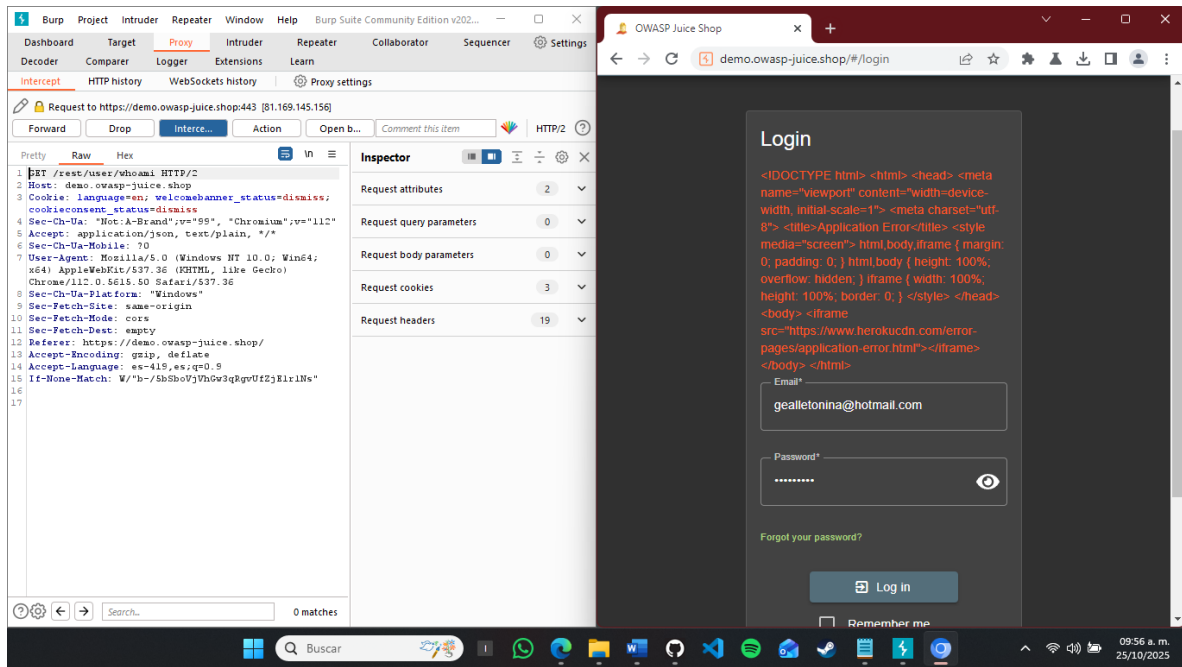 Burp Project Intruder Repeater Window Help Burp Suite Community Edition v202...
Dashboard Target Proxy Intruder Repeater Collaborator Sequencer Settings
Decoder Comparer Logger Extensions Learn
Intercept HTTP history WebSockets history Proxy settings
Request to https://demo.owasp-juice.shop:443 [81.169.145.156]
Forward Drop Interce... Action Open b... Comment this item HTTP/2 ?
Pretty Raw Hex \n
1 GET /rest/user/whoami HTTP/2
2 Host: demo.owasp-juice.shop
3 Cookie: language=en; welcomebanner_status=dismiss;
cookieconsent_status=dismiss
4 Sec-Ch-Ua: "Not:A-Brand";v="99", "Chromium";v="112"
5 Accept: application/json, text/plain, */*
6 Sec-Ch-Ua-Mobile: ?0
7 User-Agent: Mozilla/5.0 (Windows NT 10.0; Win64;
x64) AppleWebKit/537.36 (KHTML, like Gecko)
Chrome/112.0.5615.50 Safari/537.36
8 Sec-Ch-Ua-Platform: "Windows"
9 Sec-Fetch-Site: same-origin
10 Sec-Fetch-Mode: cors
11 Sec-Fetch-Dest: empty
12 Referer: https://demo.owasp-juice.shop/
13 Accept-Encoding: gzip, deflate
14 Accept-Language: es-419,es;q=0.9
15 If-None-Match: W/"b-/5bSboVjVhGw3qRgvUfZjElrlNs"
16
17
Inspector
Request attributes 2
Request query parameters 0
Request body parameters 0
Request cookies 3
Request headers 19
? Search... 0 matches
OWASP Juice Shop
demo.owasp-juice.shop/#/login
Login
<!DOCTYPE html> <html> <head> <meta
name="viewport" content="width=device-
width, initial-scale=1"> <meta charset="utf-
8"> <title>Application Error</title> <style
media="screen"> html,body,iframe { margin:
0; padding: 0; } html,body { height: 100%;
overflow: hidden; } iframe { width: 100%;
height: 100%; border: 0; } </style> </head>
<body> <iframe
src="https://www.herokucdn.com/error-
pages/application-error.html"></iframe>
</body> </html>
Email*
gealletonina@hotmail.com
Password*
•••••••••
Forgot your password?
Log in
Remember me
Buscar
09:56 a. m.
25/10/2025